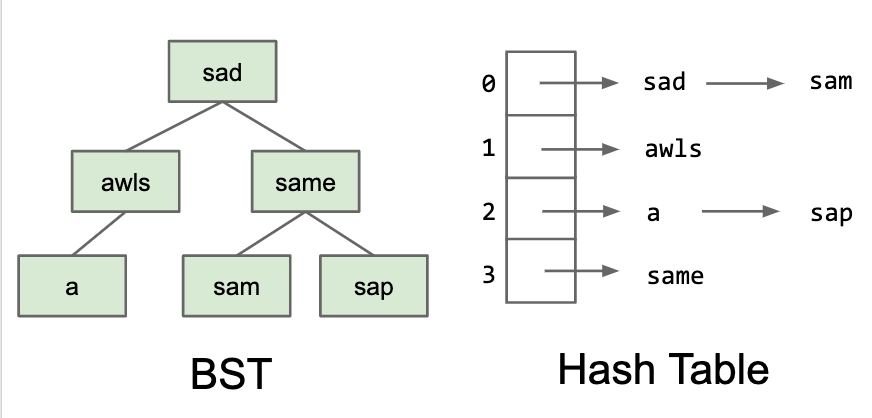 sad
awls same
a sam sap
BST
0 sad sam
1 awls
2 a sap
3 same
Hash Table